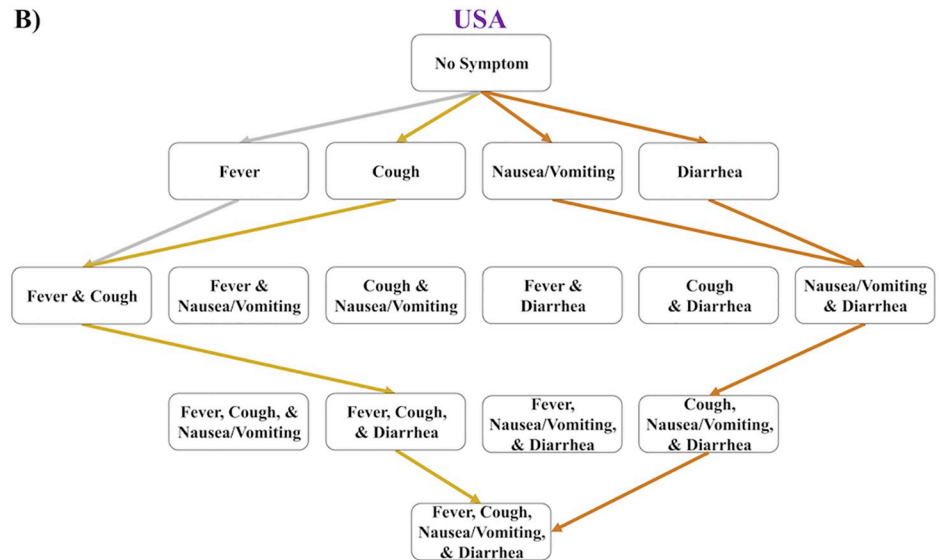 B)
USA
No Symptom
Fever
Cough
Nausea/Vomiting
Diarrhea
Fever & Cough
Fever &
Nausea/Vomiting
Cough &
Nausea/Vomiting
Fever &
Diarrhea
Cough
& Diarrhea
Nausea/Vomiting
& Diarrhea
Fever, Cough, &
Nausea/Vomiting
Fever, Cough,
& Diarrhea
Fever,
Nausea/Vomiting,
& Diarrhea
Cough,
Nausea/Vomiting,
& Diarrhea
Fever, Cough,
Nausea/Vomiting,
& Diarrhea